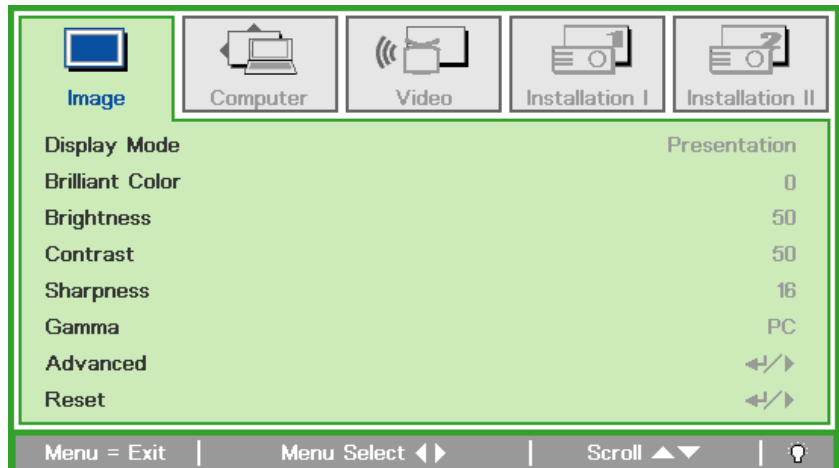 Image Computer Video Installation I Installation II
Display Mode Presentation
Brilliant Color 0
Brightness 50
Contrast 50
Sharpness 16
Gamma PC
Advanced
Reset
Menu = Exit Menu Select Scroll